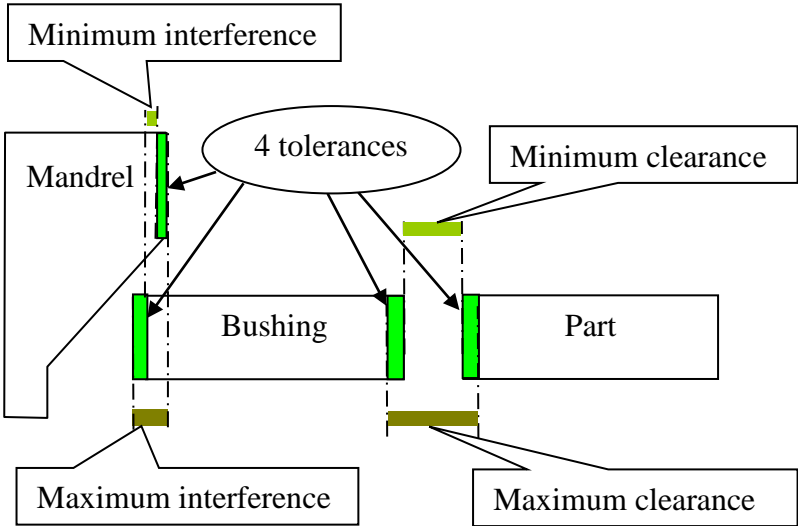 Minimum interference
4 tolerances
Minimum clearance
Mandrel
Bushing
Part
Maximum interference
Maximum clearance